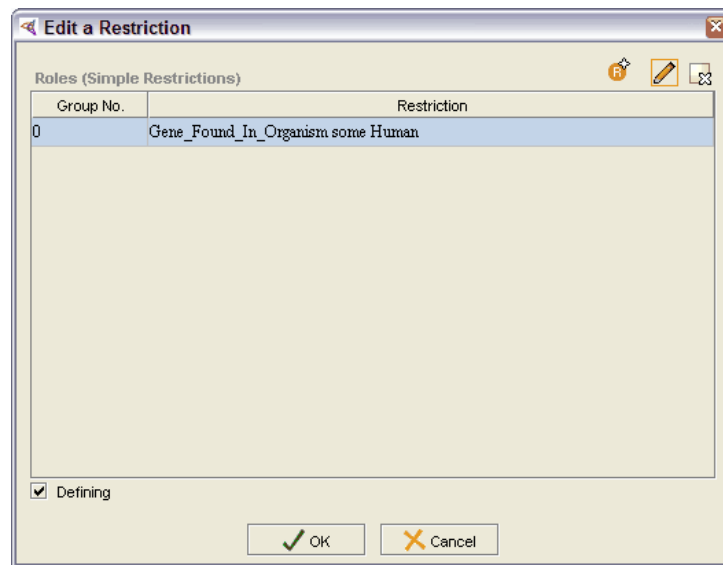 Edit a Restriction
Roles (Simple Restrictions)
R
Group No. Restriction
0 Gene_Found_In_Organism some Human
Defining
OK Cancel